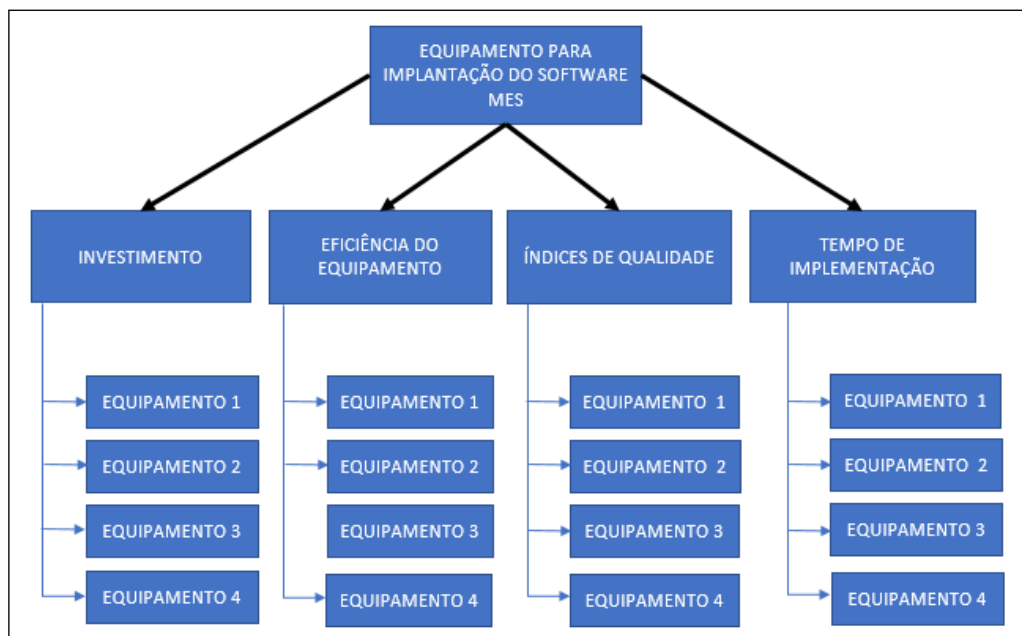 EQUIPAMENTO PARA
IMPLANTAÇÃO DO SOFTWARE
MES
INVESTIMENTO
EFICIÊNCIA DO
EQUIPAMENTO
ÍNDICES DE QUALIDADE
TEMPO DE
IMPLEMENTAÇÃO
EQUIPAMENTO 1
EQUIPAMENTO 2
EQUIPAMENTO 3
EQUIPAMENTO 4
EQUIPAMENTO 1
EQUIPAMENTO 2
EQUIPAMENTO 3
EQUIPAMENTO 4
EQUIPAMENTO 1
EQUIPAMENTO 2
EQUIPAMENTO 3
EQUIPAMENTO 4
EQUIPAMENTO 1
EQUIPAMENTO 2
EQUIPAMENTO 3
EQUIPAMENTO 4